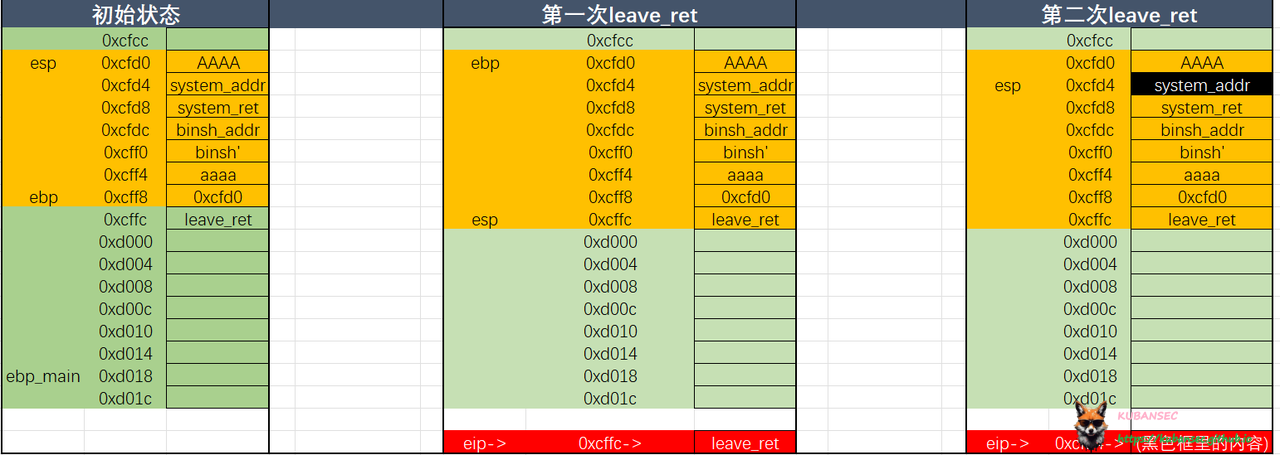 初始状态 第一次leave_ret 第二次leave_ret
0xcfcc 0xcfcc 0xcfcc
esp 0xcfd0 AAAA ebp 0xcfd0 AAAA 0xcfd0 AAAA
0xcfd4 system_addr 0xcfd4 system_addr esp 0xcfd4 system_addr
0xcfd8 system_ret 0xcfd8 system_ret 0xcfd8 system_ret
0xcfdc binsh_addr 0xcfdc binsh_addr 0xcfdc binsh_addr
0xcff0 binsh' 0xcff0 binsh' 0xcff0 binsh'
0xcff4 aaaa 0xcff4 aaaa 0xcff4 aaaa
ebp 0xcff8 0xcfd0 0xcff8 0xcfd0 0xcff8 0xcfd0
0xcffc leave_ret esp 0xcffc leave_ret 0xcffc leave_ret
0xd000 0xd000 0xd000
0xd004 0xd004 0xd004
0xd008 0xd008 0xd008
0xd00c 0xd00c 0xd00c
0xd010 0xd010 0xd010
0xd014 0xd014 0xd014
ebp_main 0xd018 0xd018 0xd018
0xd01c 0xd01c 0xd01c
KUBANSEC
eip-> 0xcffc-> leave_ret eip-> (黑色框里的内容)